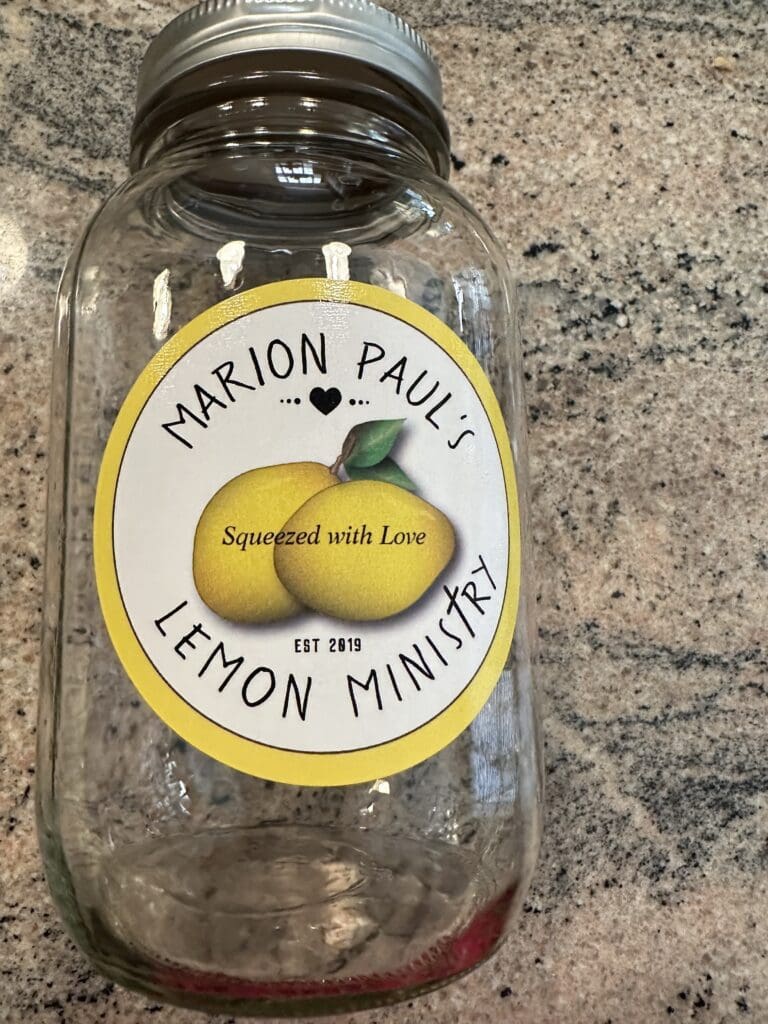 MARION PAUL'S
Squeezed with Love
EST 2019
LEMON MINISTRY